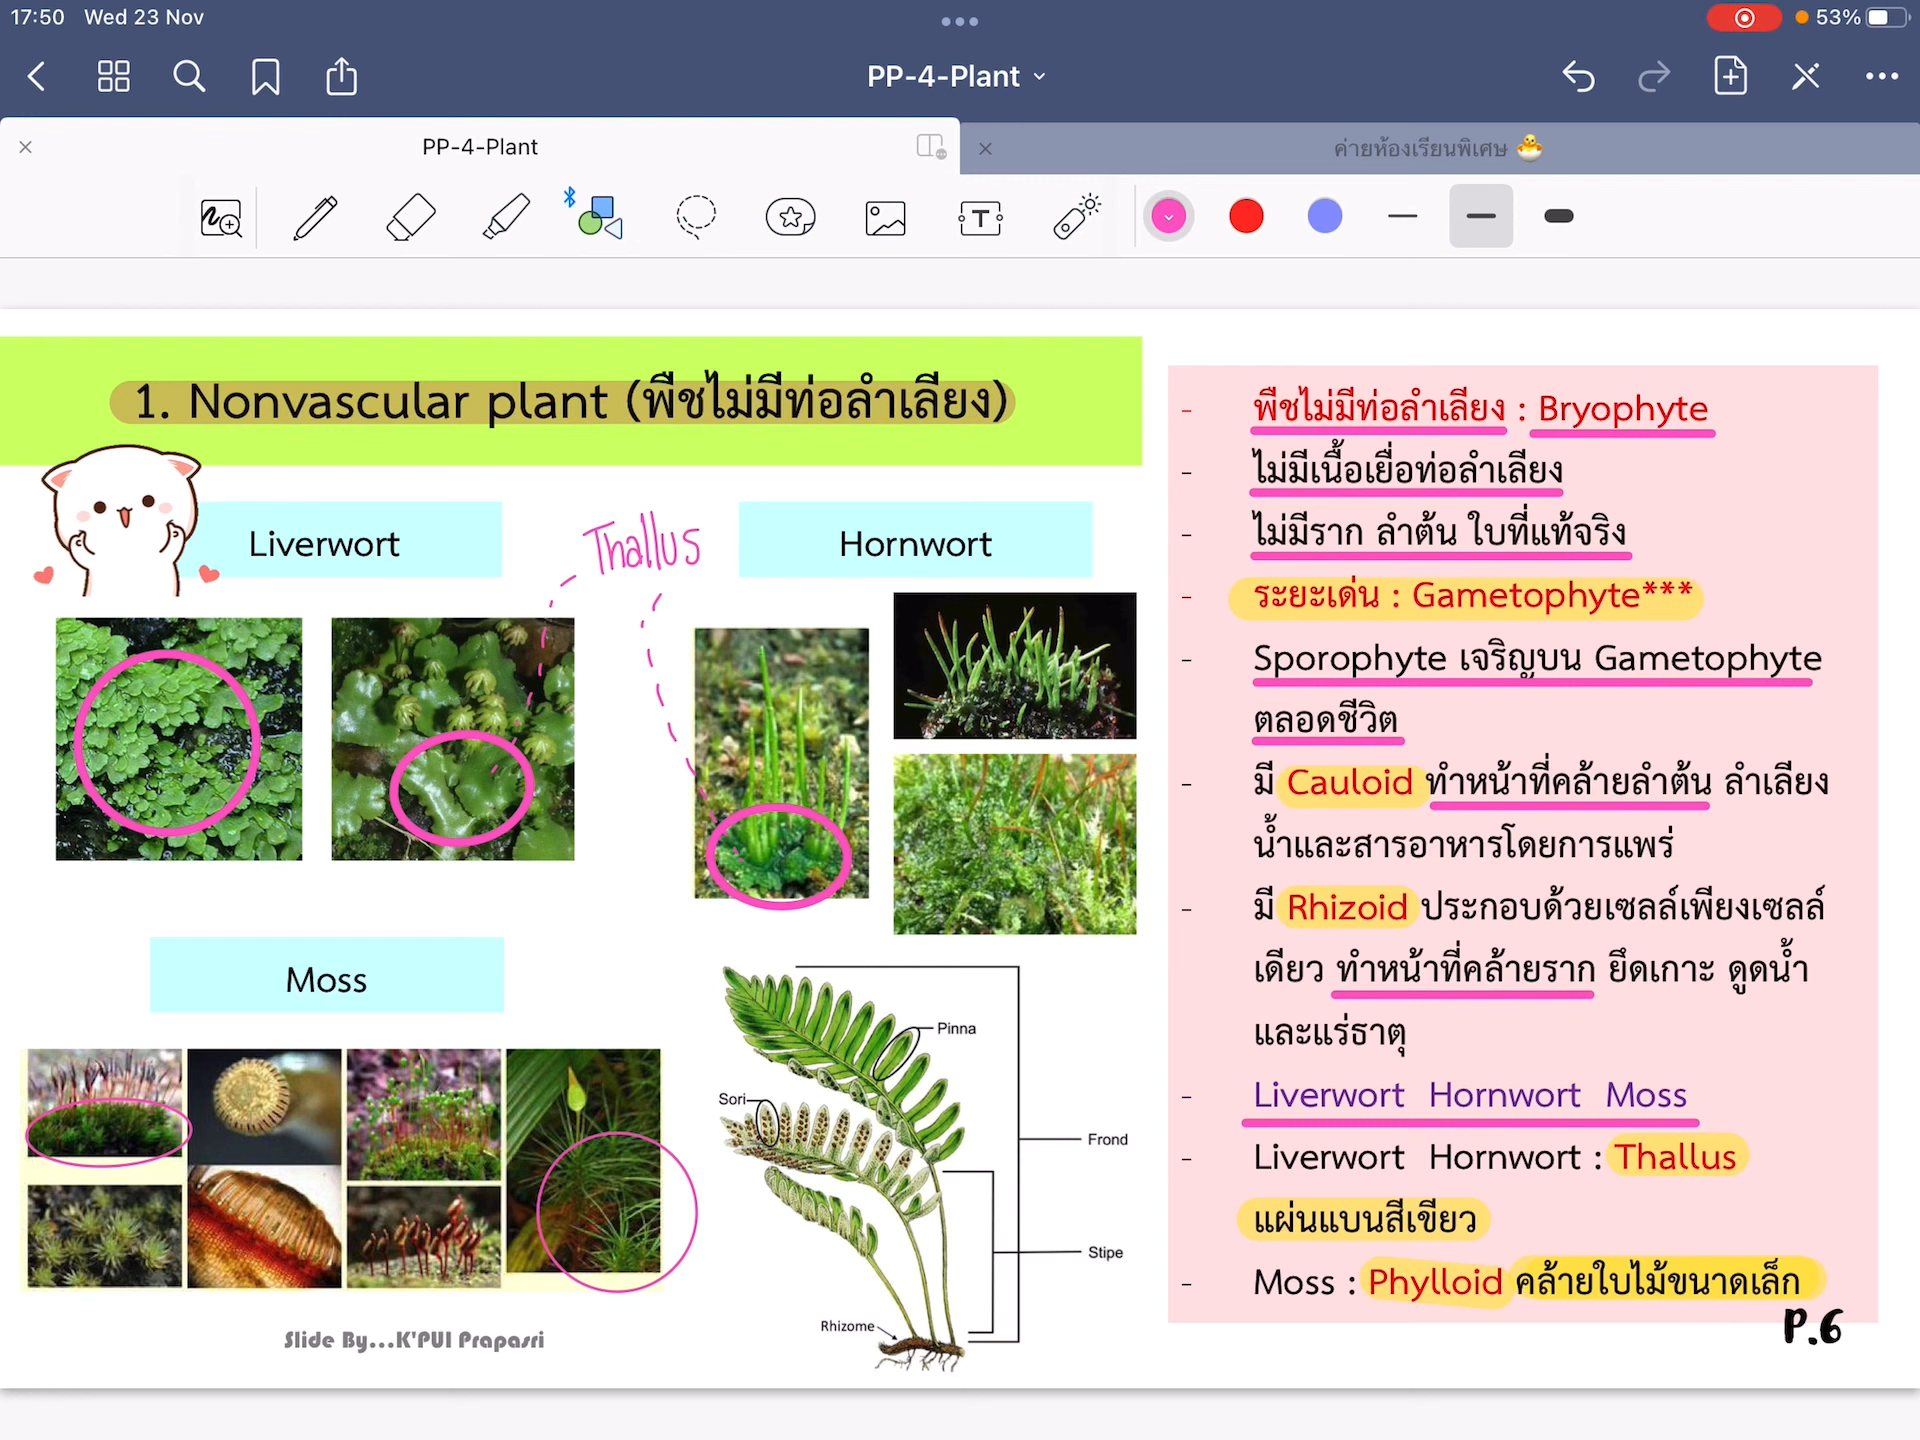 17:50 Wed 23 Nov
53%
PP-4-Plant
PP-4-Plant
ค่ายห้องเรียนพิเศษ
T
1. Nonvascular plant (พืชไม่มีท่อลำเลียง)
Liverwort
Thallus
Hornwort
Moss
Pinna
Sori
Frond
Stipe
Rhizome
Slide By...K'PUI Prapasri
- พืชไม่มีท่อลำเลียง : Bryophyte
- ไม่มีเนื้อเยื่อท่อลำเลียง
- ไม่มีราก ลำต้น ใบที่แท้จริง
- ระยะเด่น : Gametophyte***
- Sporophyte เจริญบน Gametophyte
ตลอดชีวิต
- มี Cauloid ทำหน้าที่คล้ายลำต้น ลำเลียง
น้ำและสารอาหารโดยการแพร่
- มี Rhizoid ประกอบด้วยเซลล์เพียงเซลล์
เดียว ทำหน้าที่คล้ายราก ยึดเกาะ ดูดน้ำ
และแร่ธาตุ
- Liverwort Hornwort Moss
- Liverwort Hornwort : Thallus
แผ่นแบนสีเขียว
- Moss : Phylloid คล้ายใบไม้ขนาดเล็ก
P.6